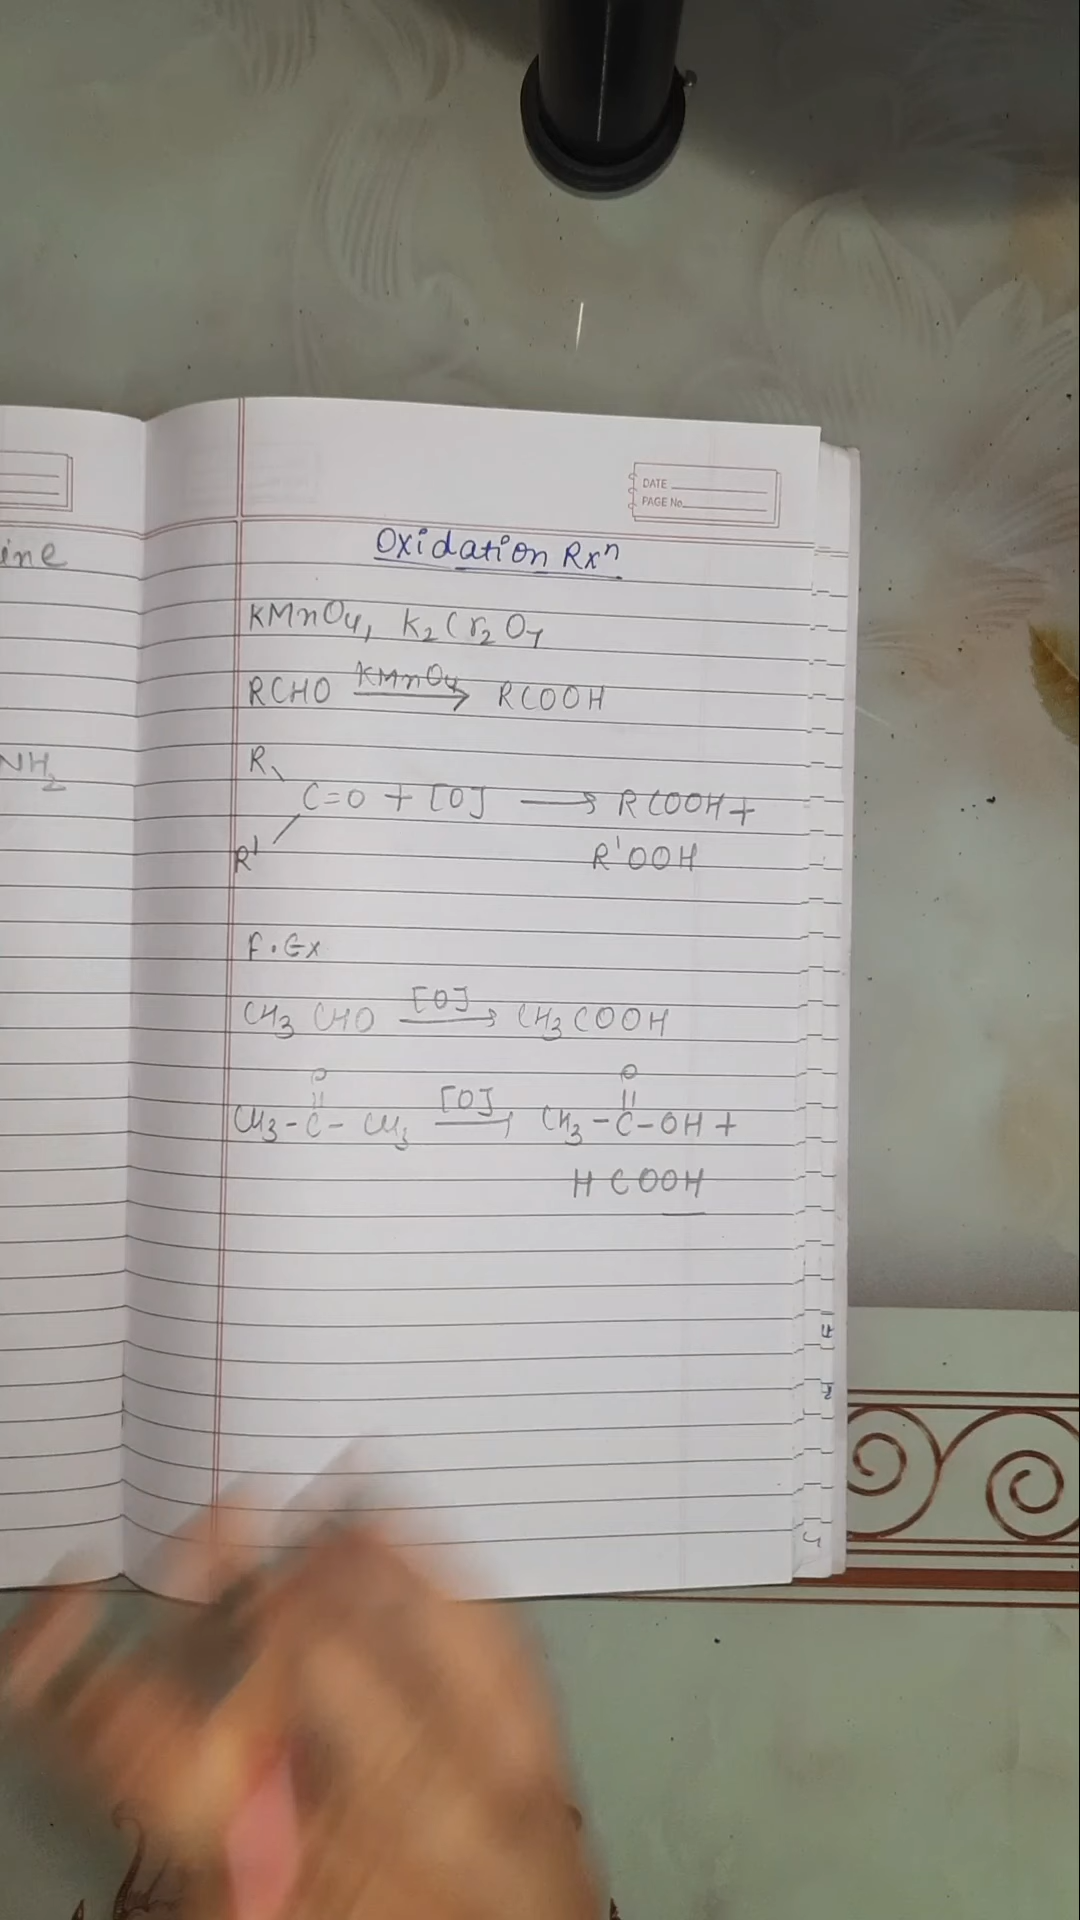 DATE
PAGE No.
ine
Oxidation Rxⁿ
KMnO4, K2Cr2O7
RCHO KMnO4 → RCOOH
NH2
R
C=O + [O] → RCOOH +
R' R'OOH
F.Ex
CH3 CHO [O] → CH3COOH
O O
CH3-C-CH3 [O] → CH3-C-OH +
HCOOH